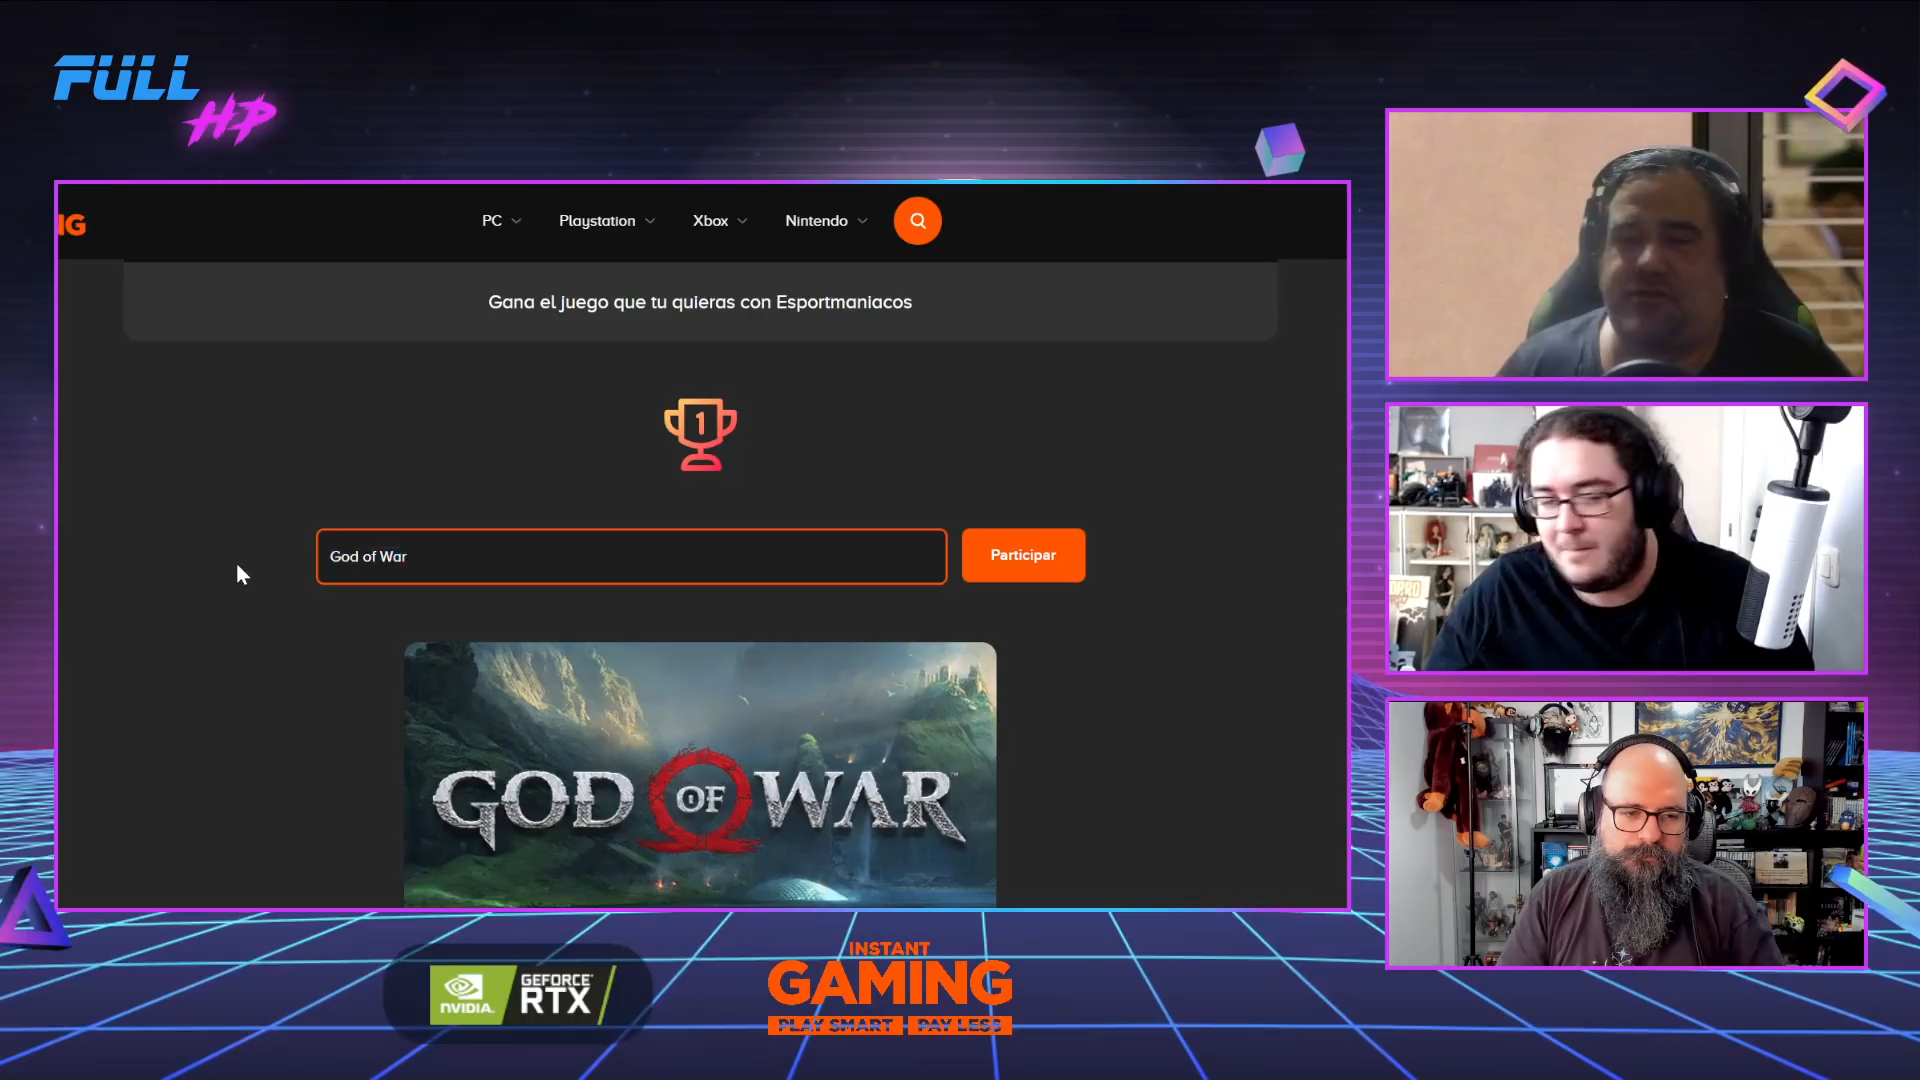 FULL
HP
NG
PC
Playstation
Xbox
Nintendo
Gana el juego que tu quieras con Esportmaniacos
1
God of War
Participar
GOD OF WAR
NVIDIA.
GEFORCE
RTX
INSTANT
GAMING
PLAY SMART PAY LESS